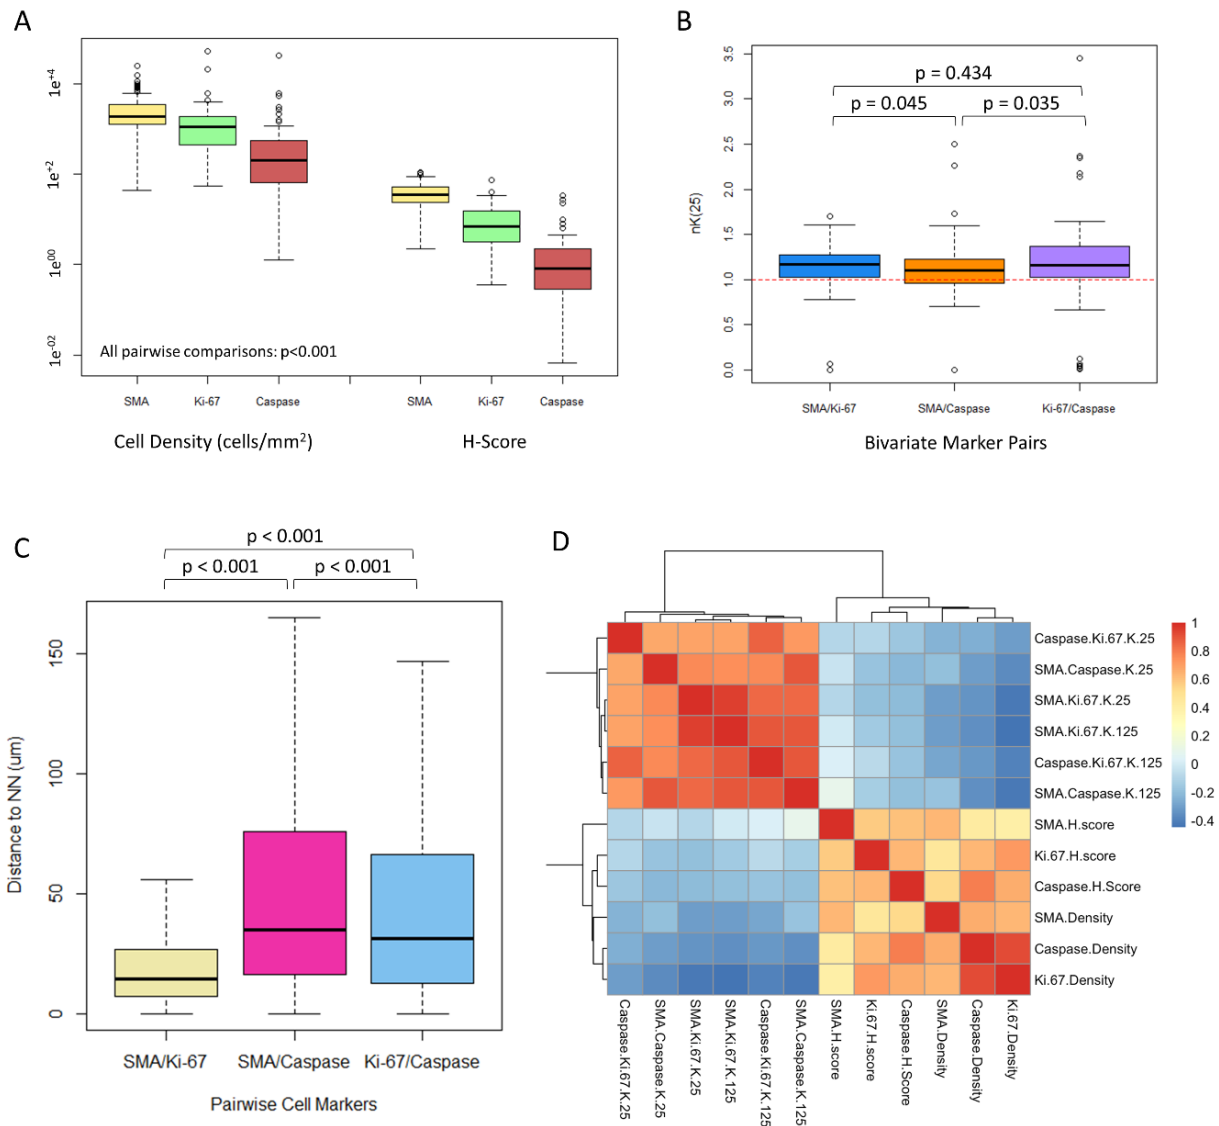 A
1e+4
1e+2
1e+00
1e-02
All pairwise comparisons: p<0.001
SMA Ki-67 Caspase SMA Ki-67 Caspase
Cell Density (cells/mm²) H-Score
B
3.5
3.0
2.5
2.0
1.5
1.0
0.5
0.0
nK(25)
p = 0.434
p = 0.045 p = 0.035
SMA/Ki-67 SMA/Caspase Ki-67/Caspase
Bivariate Marker Pairs
C
p < 0.001
p < 0.001 p < 0.001
150
100
50
0
Distance to NN (um)
SMA/Ki-67 SMA/Caspase Ki-67/Caspase
Pairwise Cell Markers
D
Caspase.Ki.67.K.25
SMA.Caspase.K.25
SMA.Ki.67.K.25
SMA.Ki.67.K.125
Caspase.Ki.67.K.125
SMA.Caspase.K.125
SMA.H.score
Ki.67.H.score
Caspase.H.Score
SMA.Density
Caspase.Density
Ki.67.Density
1
0.8
0.6
0.4
0.2
0
-0.2
-0.4
Caspase.Ki.67.K.25
SMA.Caspase.K.25
SMA.Ki.67.K.25
SMA.Ki.67.K.125
Caspase.Ki.67.K.125
SMA.Caspase.K.125
SMA.H.score
Ki.67.H.score
Caspase.H.Score
SMA.Density
Caspase.Density
Ki.67.Density